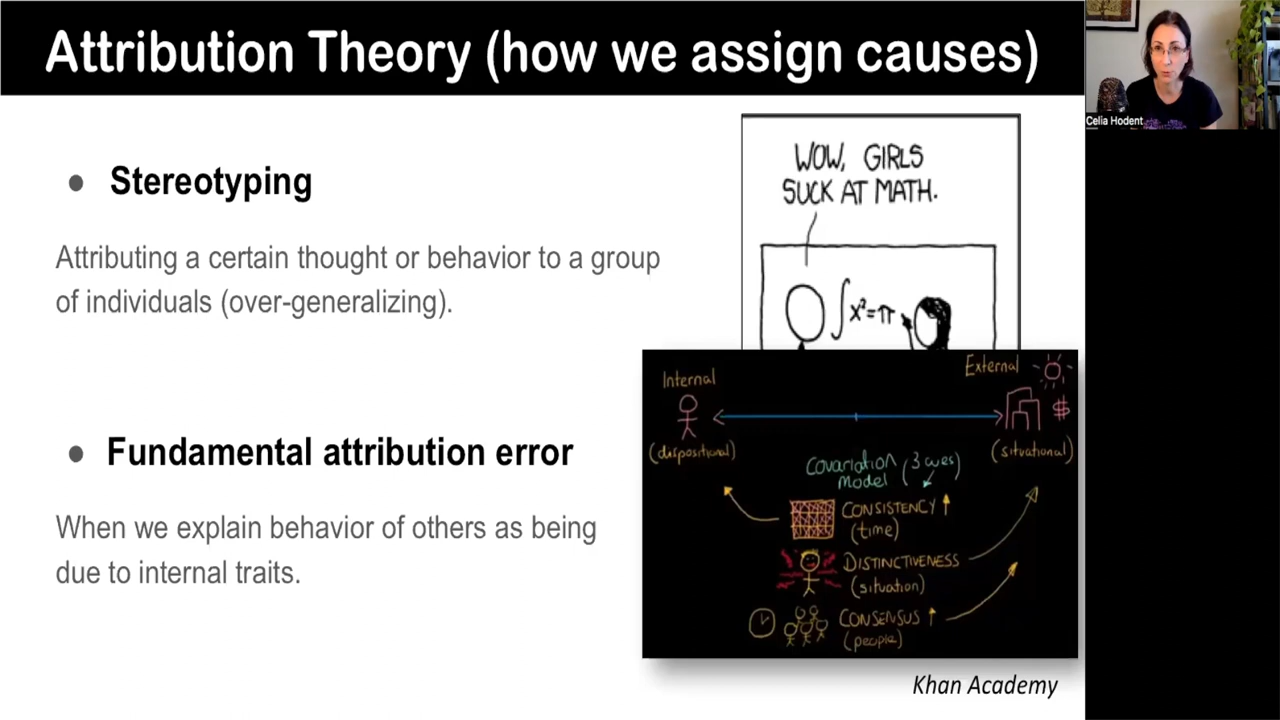 Attribution Theory (how we assign causes)
Celia Hodent
● Stereotyping
Attributing a certain thought or behavior to a group
of individuals (over-generalizing).
WOW, GIRLS
SUCK AT MATH.
∫x²=π
● Fundamental attribution error
When we explain behavior of others as being
due to internal traits.
Internal
(dispositional)
External
$
(situational)
COVARIATION
MODEL
(3 cues)
CONSISTENCY
(time)
DISTINCTIVENESS
(situation)
CONSENSUS
(people)
Khan Academy